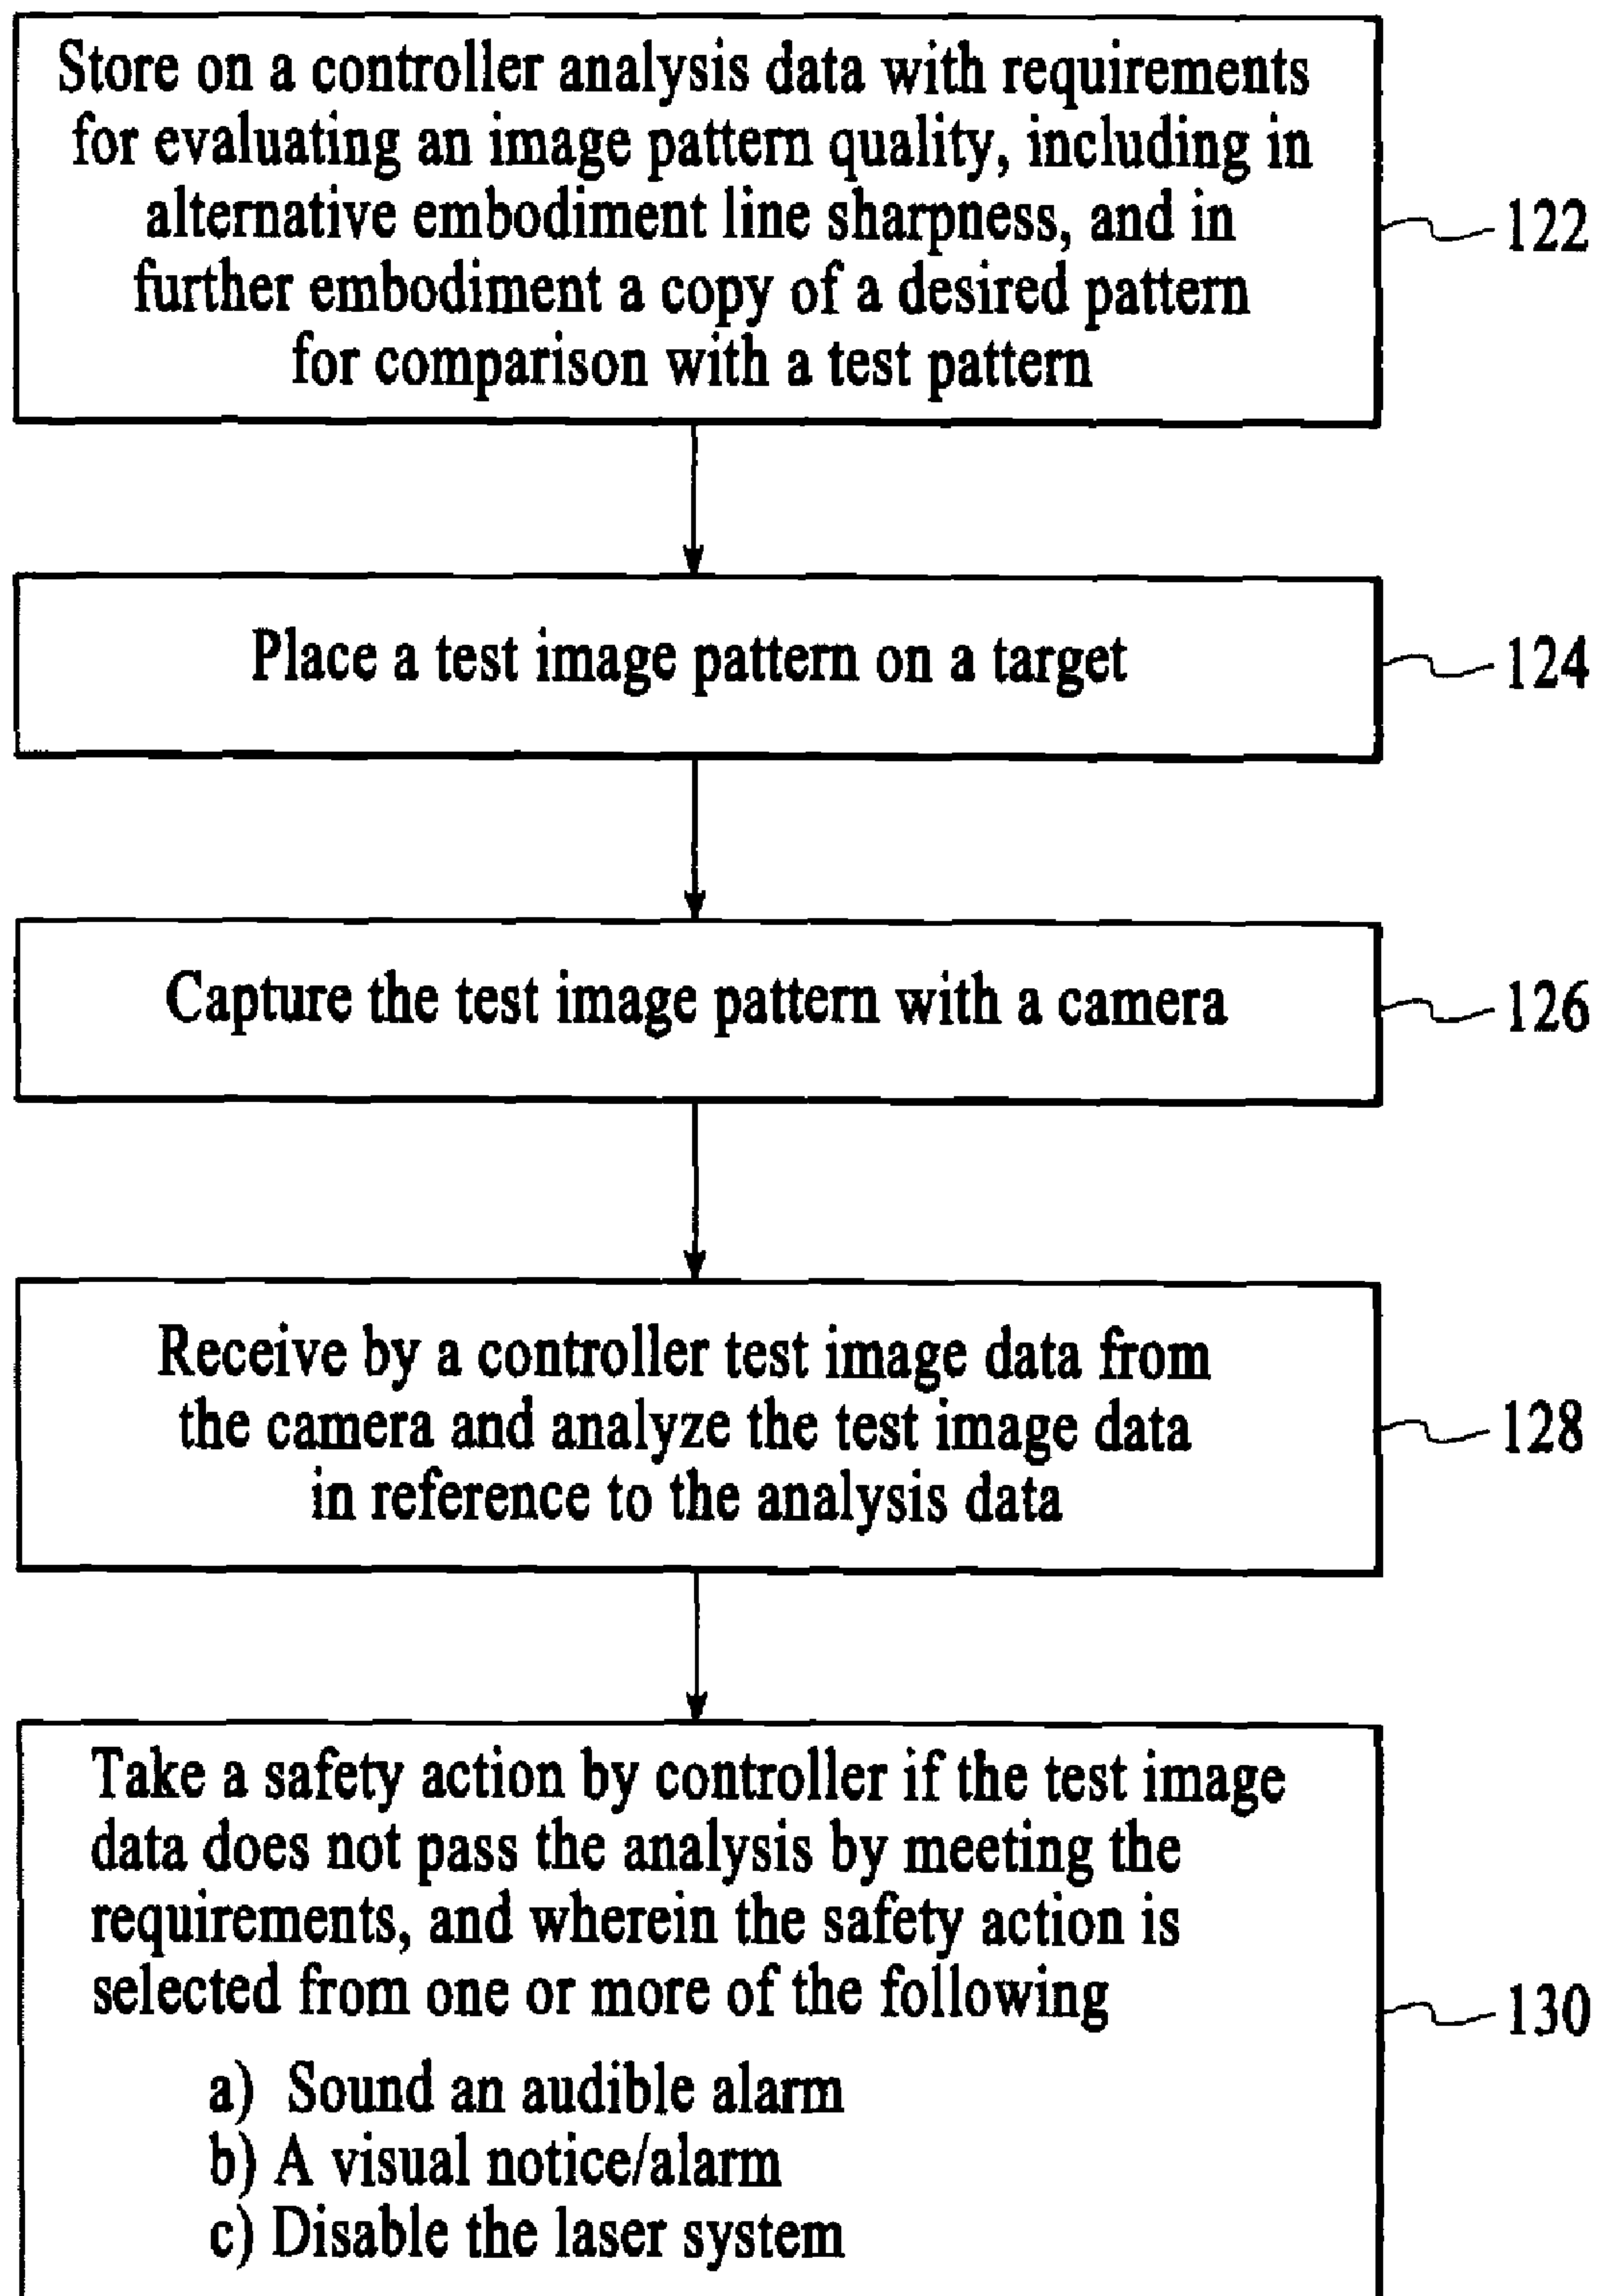 Store on a controller analysis data with requirements
for evaluating an image pattern quality, including in
alternative embodiment line sharpness, and in
further embodiment a copy of a desired pattern
for comparison with a test pattern
122
Place a test image pattern on a target
124
Capture the test image pattern with a camera
126
Receive by a controller test image data from
the camera and analyze the test image data
in reference to the analysis data
128
Take a safety action by controller if the test image
data does not pass the analysis by meeting the
requirements, and wherein the safety action is
selected from one or more of the following
130
a) Sound an audible alarm
b) A visual notice/alarm
c) Disable the laser system